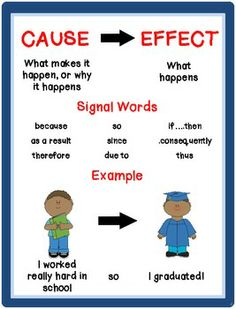 CAUSE EFFECT
What makes it What
happen, or why happens
it happens
Signal Words
because so if....then
as a result since .consequently
therefore due to thus
Example
I worked
really hard in so I graduated!
school